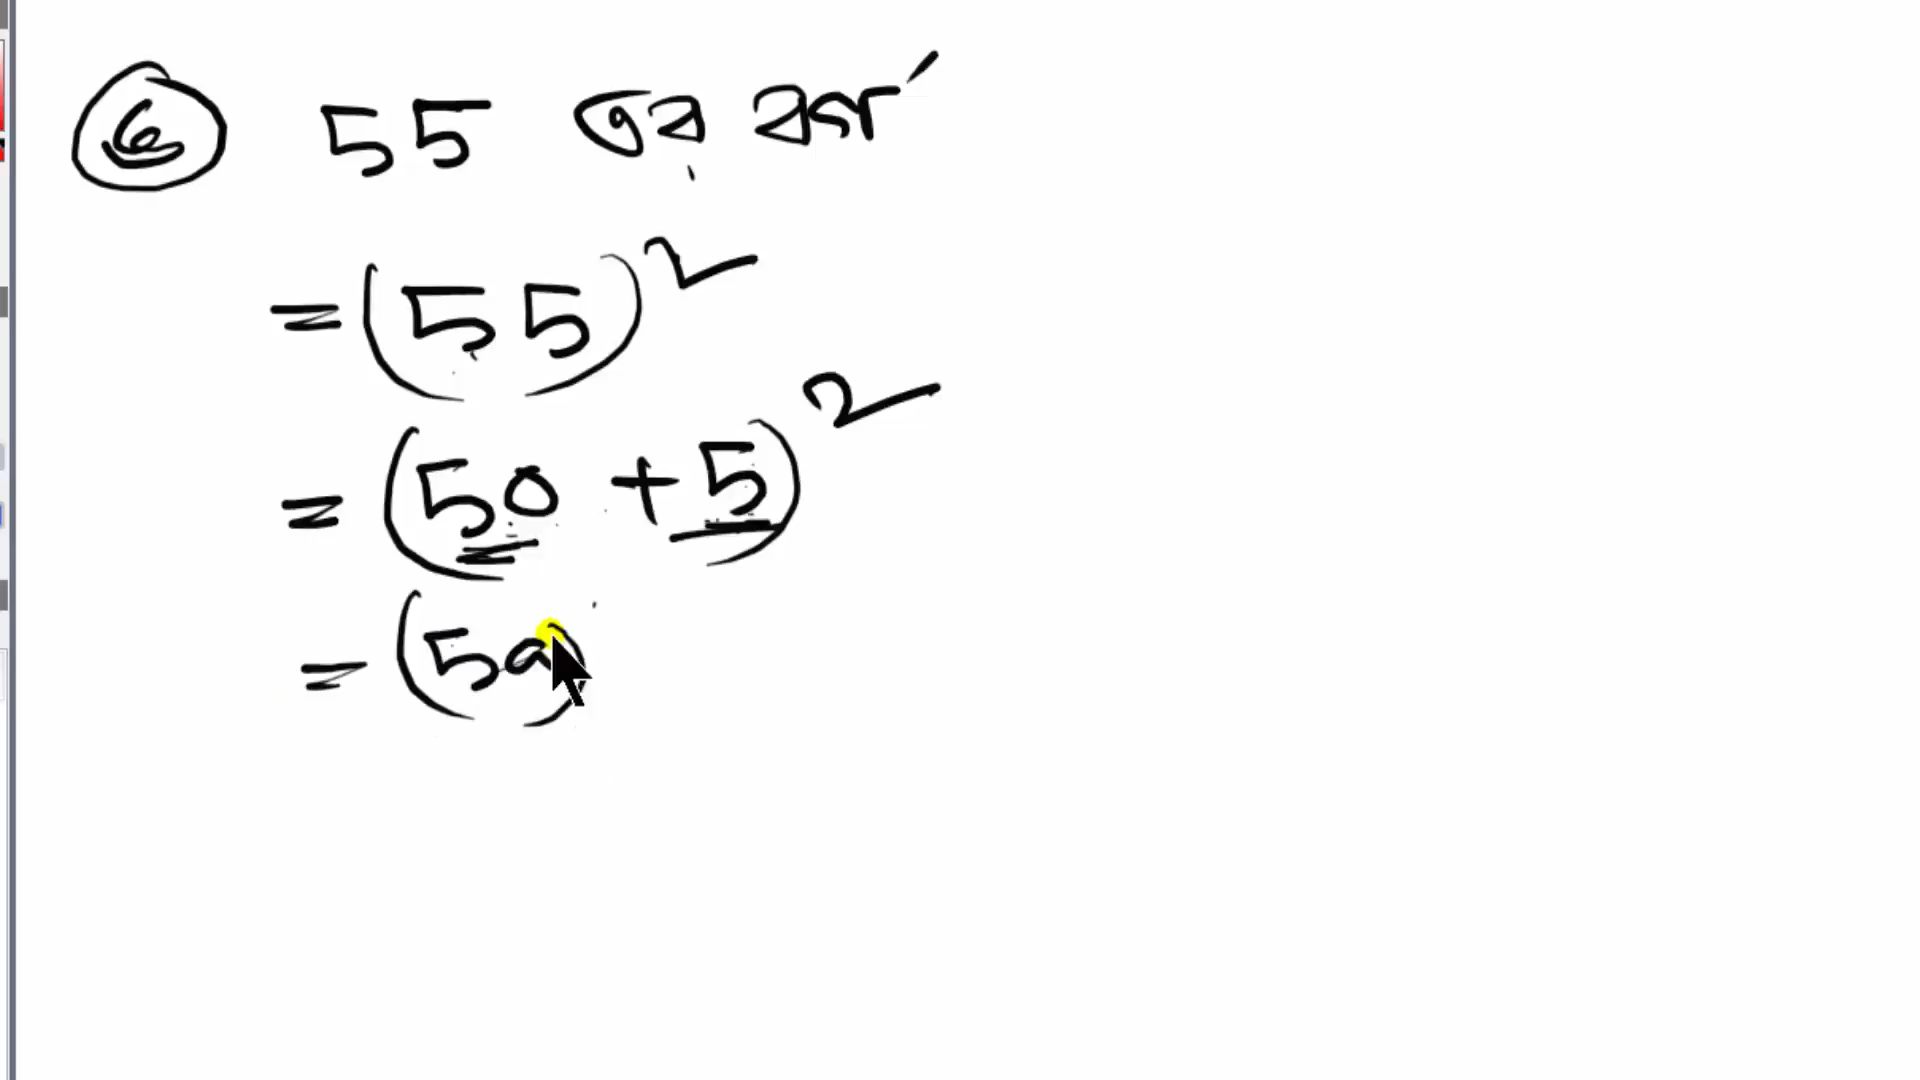 ৬ 55 এর বর্গ
= (55)²
= (50 + 5)²
= (50)